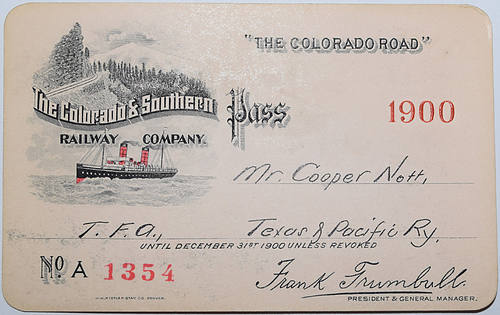 "THE COLORADO ROAD"
The Colorado & Southern
RAILWAY COMPANY.
Pass 1900
Mr. Cooper Nott,
T. F. A., Texas & Pacific Ry.
UNTIL DECEMBER 31ST 1900 UNLESS REVOKED
No. A 1354
Frank Trumbull.
PRESIDENT & GENERAL MANAGER.